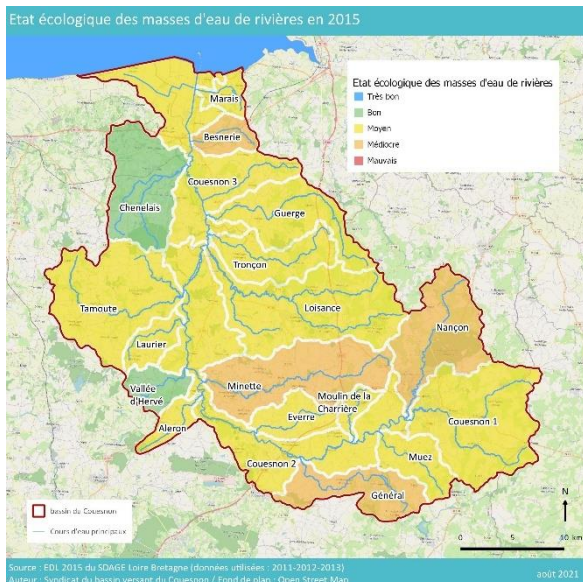 Etat écologique des masses d'eau de rivières en 2015
Etat écologique des masses d'eau de rivières
Très bon
Bon
Moyen
Médiocre
Mauvais
Marais
Besnerie
Couesnon 3
Chenelais
Guerge
Tronçon
Loisance
Tamoute
Nançon
Laurier
Minette
Vallée
d'Hervé
Moulin de la
Charrière
Everre
Couesnon 1
Aleron
Muez
Couesnon 2
Général
bassin du Couesnon
Cours d'eau principaux
N
0 5 10 km
Source : EDL 2015 du SDAGE Loire Bretagne (données utilisées : 2011-2012-2013)
Auteur : Syndicat du bassin versant du Couesnon / Fond de plan : Open Street Map
août 2021